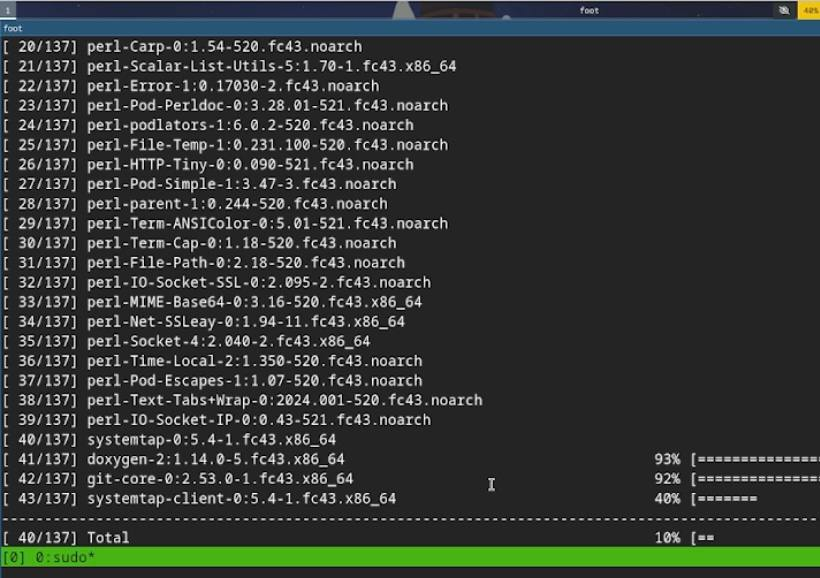 1 foot 40%
foot
[ 20/137] perl-Carp-0:1.54-520.fc43.noarch
[ 21/137] perl-Scalar-List-Utils-5:1.70-1.fc43.x86_64
[ 22/137] perl-Error-1:0.17030-2.fc43.noarch
[ 23/137] perl-Pod-Perldoc-0:3.28.01-521.fc43.noarch
[ 24/137] perl-podlators-1:6.0.2-520.fc43.noarch
[ 25/137] perl-File-Temp-1:0.231.100-520.fc43.noarch
[ 26/137] perl-HTTP-Tiny-0:0.090-521.fc43.noarch
[ 27/137] perl-Pod-Simple-1:3.47-3.fc43.noarch
[ 28/137] perl-parent-1:0.244-520.fc43.noarch
[ 29/137] perl-Term-ANSIColor-0:5.01-521.fc43.noarch
[ 30/137] perl-Term-Cap-0:1.18-520.fc43.noarch
[ 31/137] perl-File-Path-0:2.18-520.fc43.noarch
[ 32/137] perl-IO-Socket-SSL-0:2.095-2.fc43.noarch
[ 33/137] perl-MIME-Base64-0:3.16-520.fc43.x86_64
[ 34/137] perl-Net-SSLeay-0:1.94-11.fc43.x86_64
[ 35/137] perl-Socket-4:2.040-2.fc43.x86_64
[ 36/137] perl-Time-Local-2:1.350-520.fc43.noarch
[ 37/137] perl-Pod-Escapes-1:1.07-520.fc43.noarch
[ 38/137] perl-Text-Tabs+Wrap-0:2024.001-520.fc43.noarch
[ 39/137] perl-IO-Socket-IP-0:0.43-521.fc43.noarch
[ 40/137] systemtap-0:5.4-1.fc43.x86_64
[ 41/137] doxygen-2:1.14.0-5.fc43.x86_64 93% [==============
[ 42/137] git-core-0:2.53.0-1.fc43.x86_64 92% [==============
[ 43/137] systemtap-client-0:5.4-1.fc43.x86_64 40% [=======
-----------------------------------------------------------------------------------------------
[ 40/137] Total 10% [==
[0] 0:sudo*